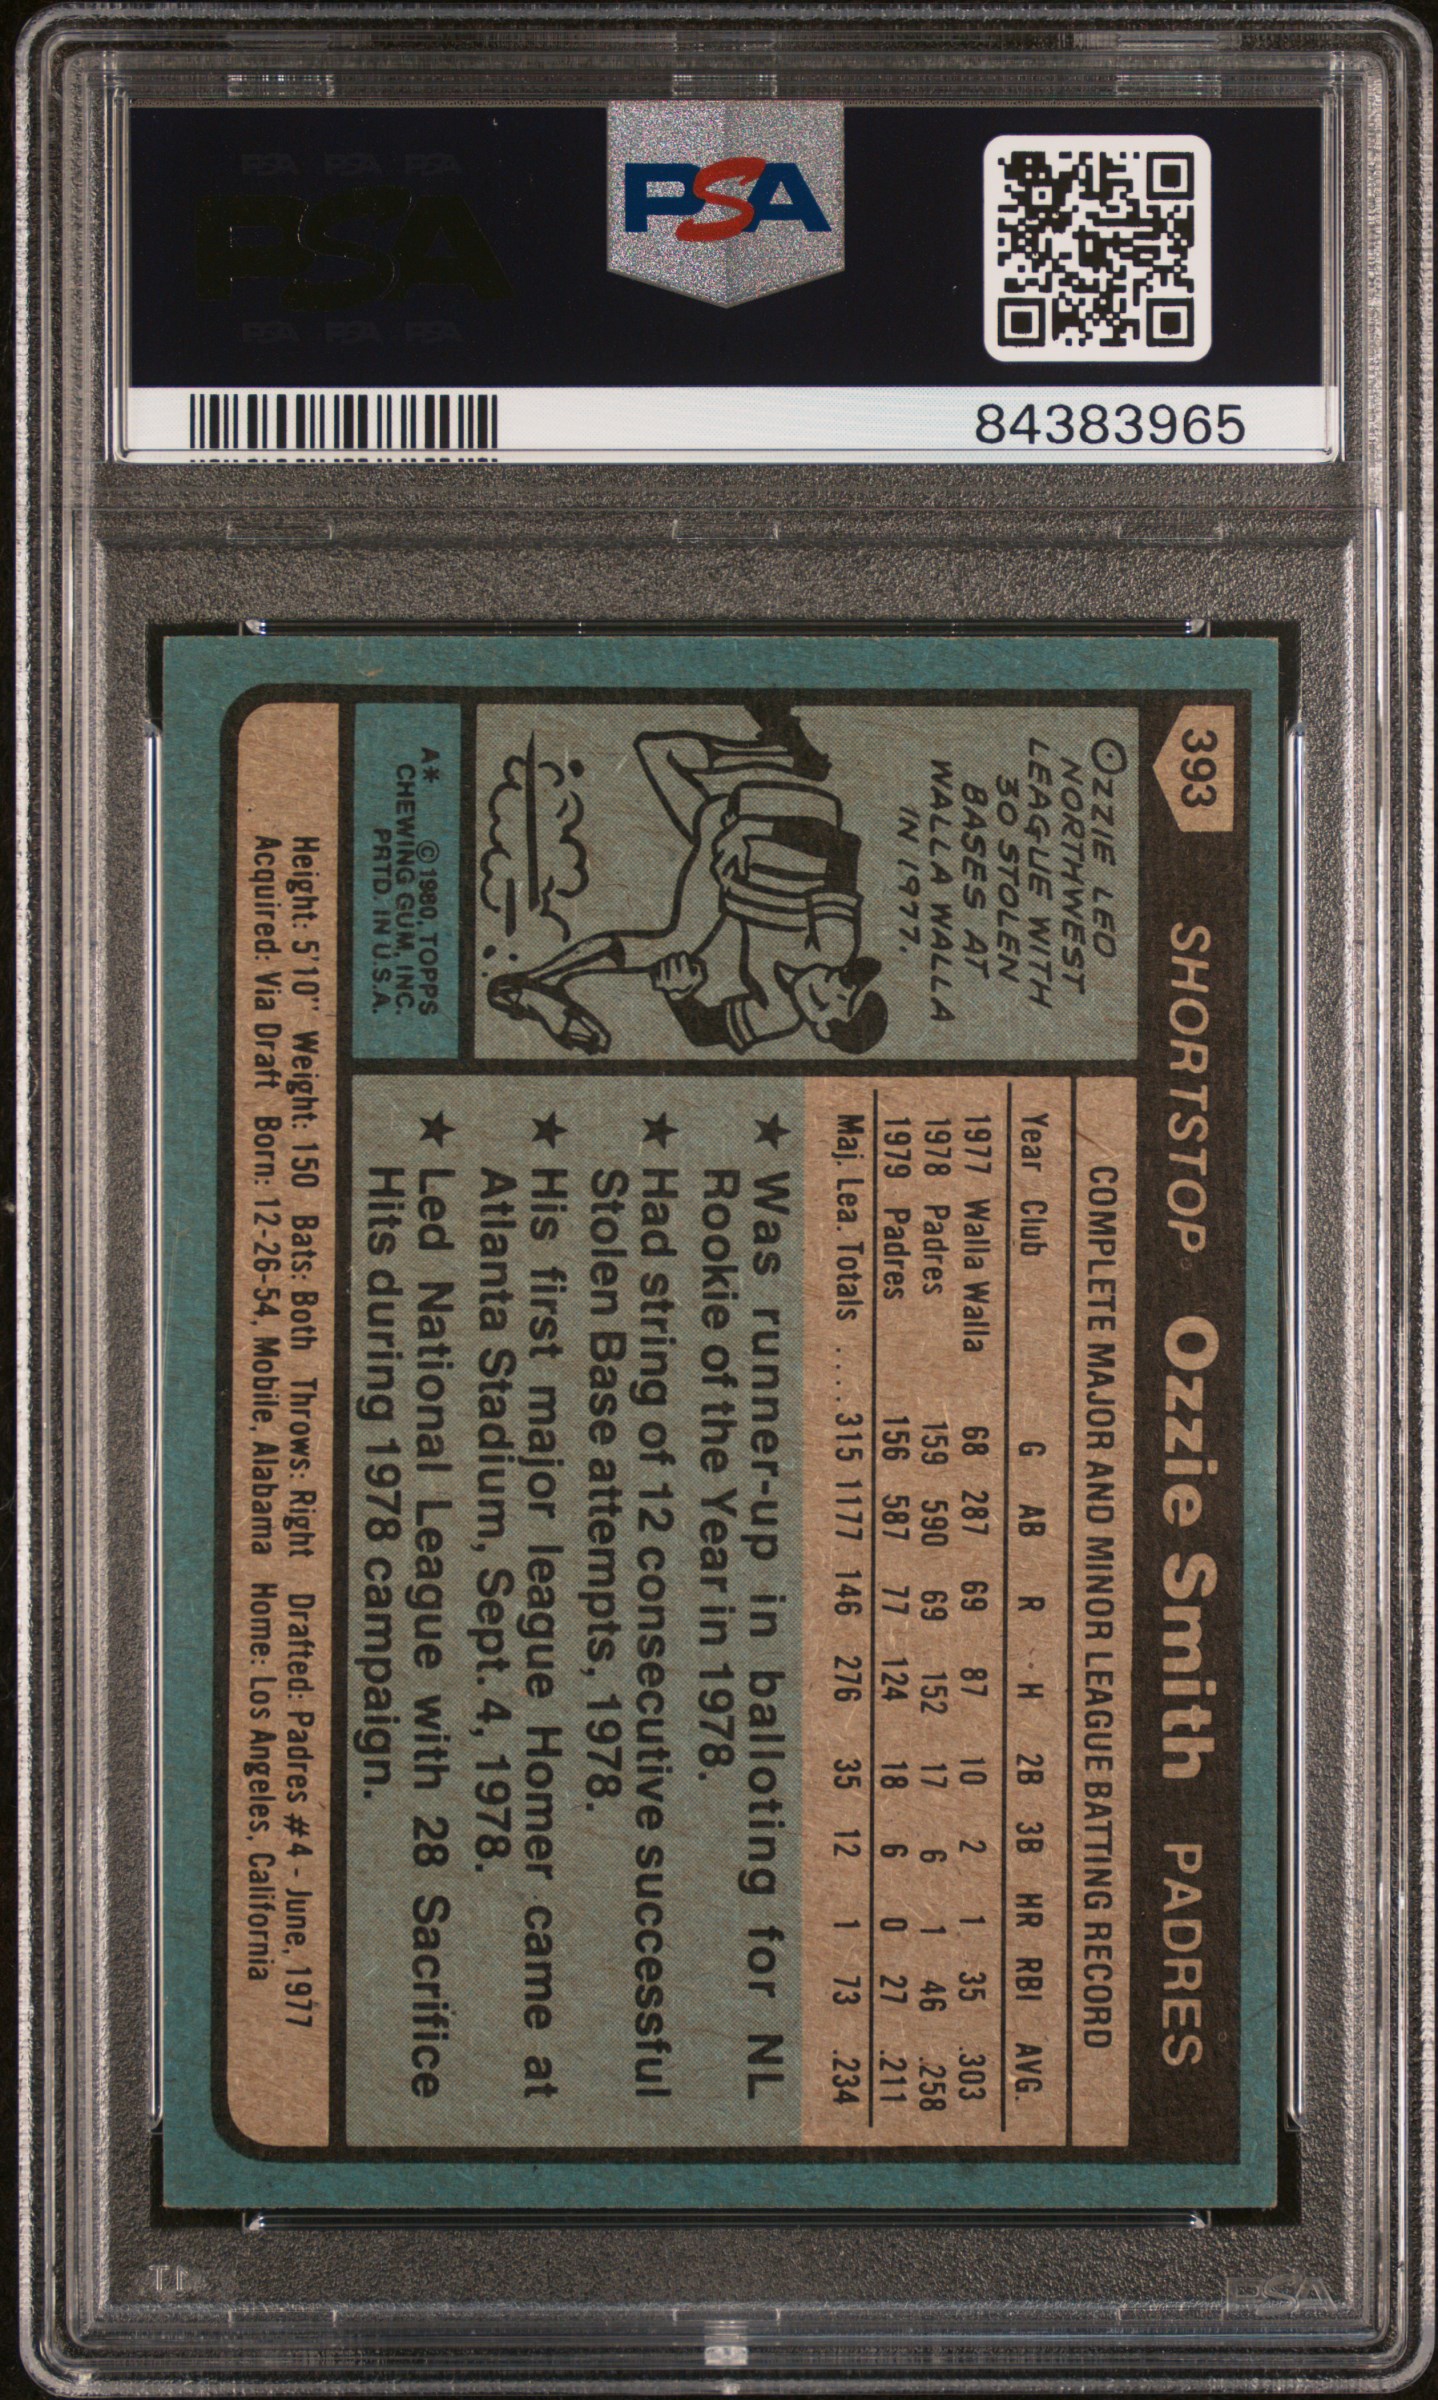 PSA PSA PSA
PSA
PSA PSA PSA
PSA
84383965
393 SHORTSTOP Ozzie Smith PADRES
OZZIE LED
NORTHWEST
LEAGUE WITH
30 STOLEN
BASES AT
WALLA WALLA
IN 1977.
A* © 1980, TOPPS
CHEWING GUM, INC.
PRTD. IN U.S.A.
COMPLETE MAJOR AND MINOR LEAGUE BATTING RECORD
Year Club G AB R H 2B 3B HR RBI AVG.
1977 Walla Walla 68 287 69 87 10 2 1 35 .303
1978 Padres 159 590 69 152 17 6 1 46 .258
1979 Padres 156 587 77 124 18 6 0 27 .211
Maj. Lea. Totals .... 315 1177 146 276 35 12 1 73 .234
★ Was runner-up in balloting for NL
Rookie of the Year in 1978.
★ Had string of 12 consecutive successful
Stolen Base attempts, 1978.
★ His first major league Homer came at
Atlanta Stadium, Sept. 4, 1978.
★ Led National League with 28 Sacrifice
Hits during 1978 campaign.
Height: 5'10" Weight: 150 Bats: Both Throws: Right Drafted: Padres #4 - June, 1977
Acquired: Via Draft Born: 12-26-54, Mobile, Alabama Home: Los Angeles, California
PSA